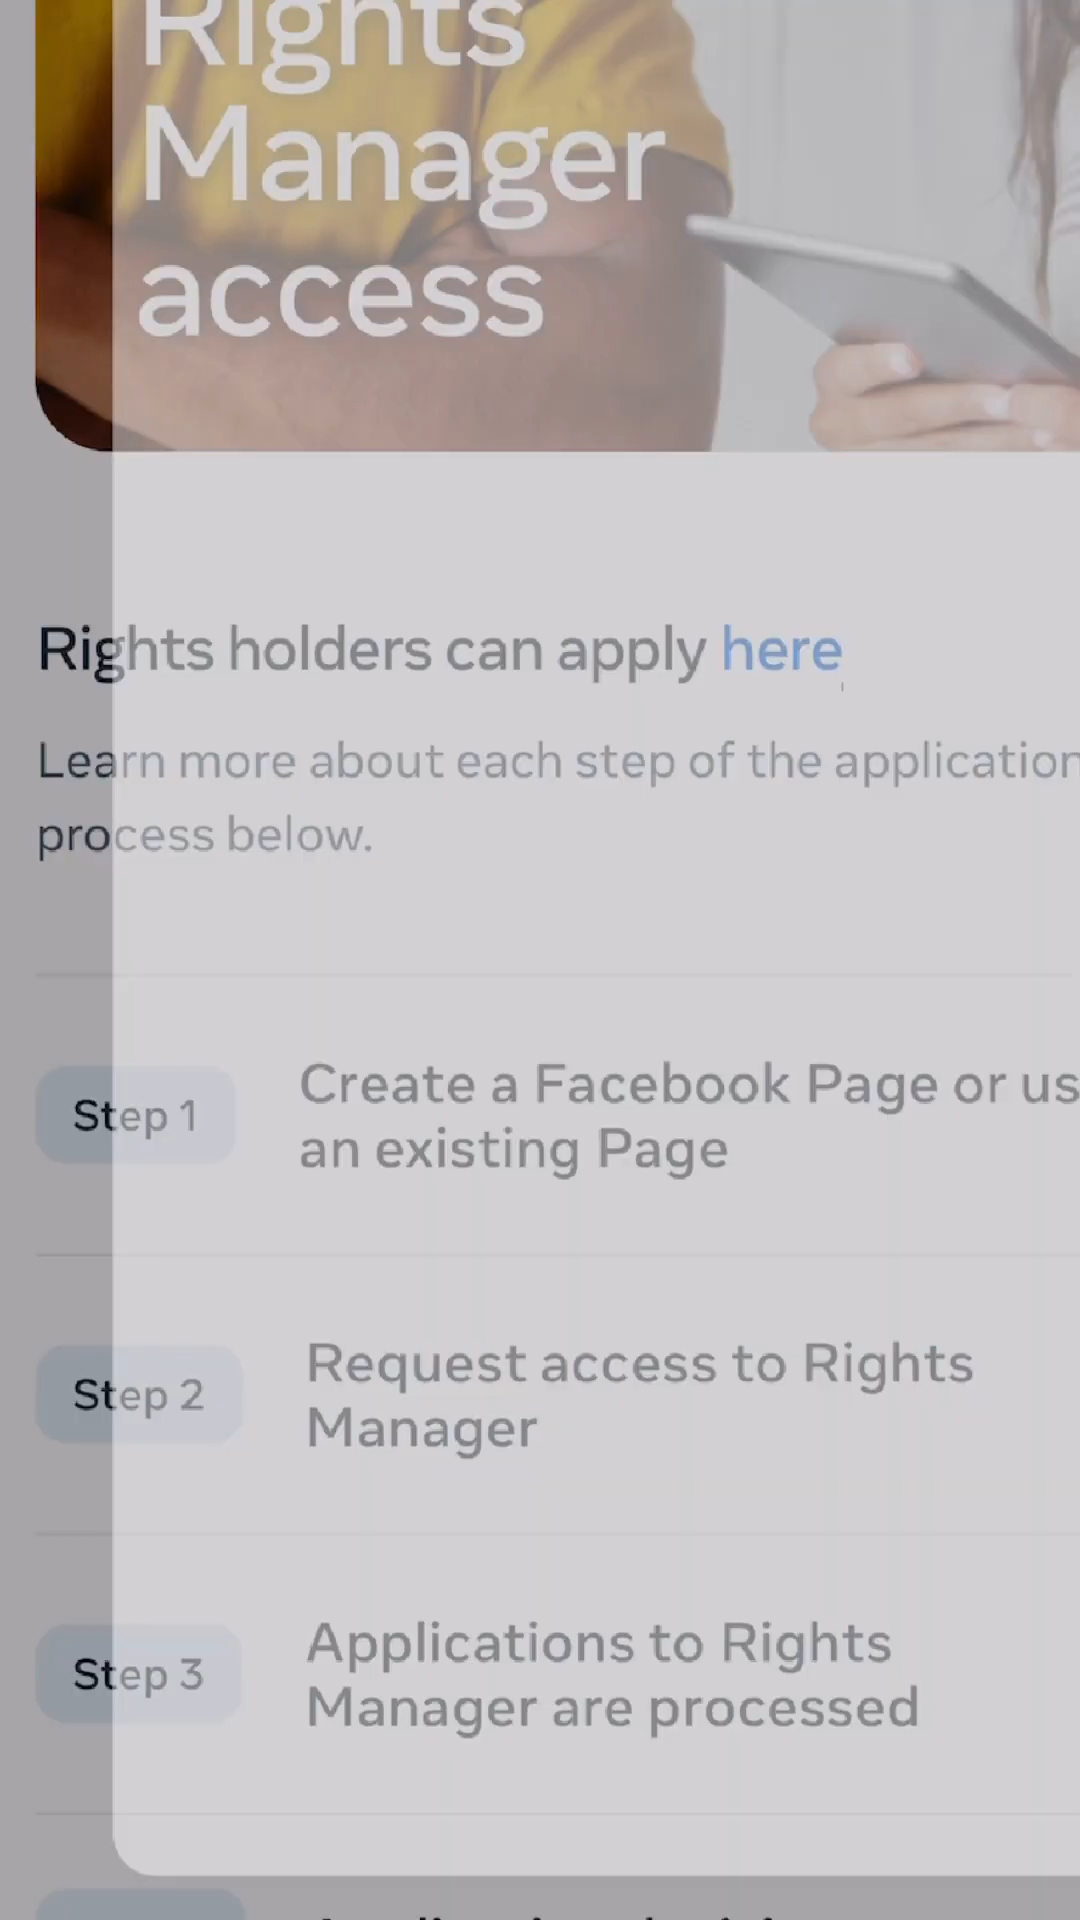 Rights
Manager
access
Rights holders can apply here
Learn more about each step of the application
process below.
Step 1
Create a Facebook Page or us
an existing Page
Step 2
Request access to Rights
Manager
Step 3
Applications to Rights
Manager are processed